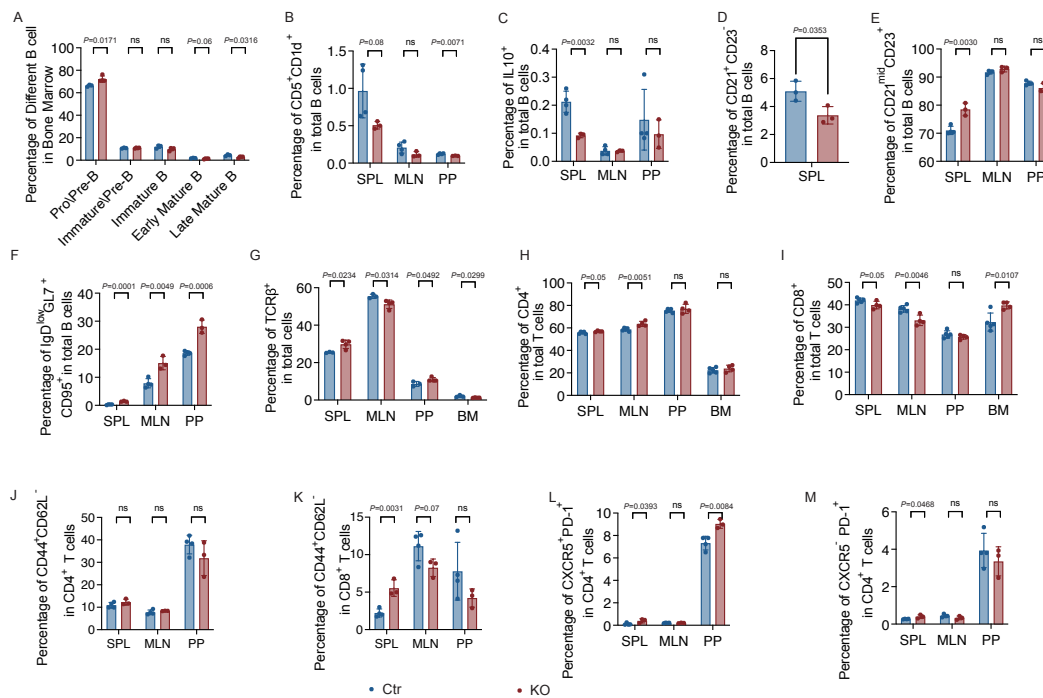 A
Percentage of Different B cell
in Bone Marrow
P=0.0171 ns ns P=0.06 P=0.0316
100
80
60
40
20
0
Pro\Pre-B
Immature\Pre-B
Immature B
Early Mature B
Late Mature B
B
Percentage of CD5+CD1d+
in total B cells
P=0.08 ns P=0.0071
1.5
1.0
0.5
0.0
SPL MLN PP
C
Percentage of IL10+
in total B cells
P=0.0032 ns ns
0.4
0.3
0.2
0.1
0.0
SPL MLN PP
D
Percentage of CD21+CD23-
in total B cells
P=0.0353
8
6
4
2
0
SPL
E
Percentage of CD21midCD23+
in total B cells
P=0.0030 ns ns
100
90
80
70
60
SPL MLN PP
F
Percentage of IgDlowGL7+
CD95+ in total B cells
P=0.0001 P=0.0049 P=0.0006
40
30
20
10
0
SPL MLN PP
G
Percentage of TCRβ+
in total cells
P=0.0234 P=0.0314 P=0.0492 P=0.0299
60
40
20
0
SPL MLN PP BM
H
Percentage of CD4+
in toal T cells
P=0.05 P=0.0051 ns ns
100
80
60
40
20
0
SPL MLN PP BM
I
Percentage of CD8+
in total T cells
P=0.05 P=0.0046 ns P=0.0107
50
40
30
20
10
0
SPL MLN PP BM
J
Percentage of CD44+CD62L-
in CD4+ T cells
ns ns ns
50
40
30
20
10
0
SPL MLN PP
K
Percentage of CD44+CD62L-
in CD8+ T cells
P=0.0031 P=0.07 ns
20
15
10
5
0
SPL MLN PP
L
Percentage of CXCR5+PD-1+
in CD4+ T cells
P=0.0393 ns P=0.0084
10
8
6
4
2
0
SPL MLN PP
M
Percentage of CXCR5- PD-1+
in CD4+ T cells
P=0.0468 ns ns
6
4
2
0
SPL MLN PP
Ctr KO